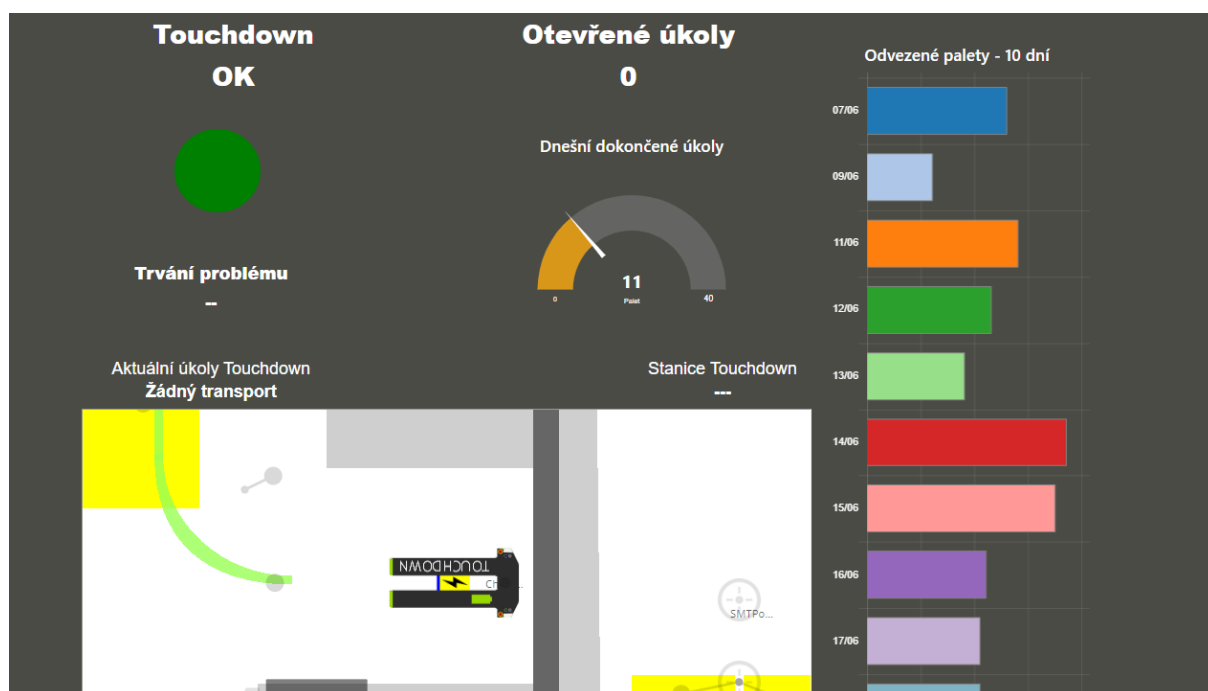 Touchdown
OK
Trvání problému
--
Otevřené úkoly
0
Dnešní dokončené úkoly
11
Palet
0
40
Aktuální úkoly Touchdown
Žádný transport
Stanice Touchdown
---
TOUCHDOWN
SMTPo...
Odvezené palety - 10 dní
07/06
09/06
11/06
12/06
13/06
14/06
15/06
16/06
17/06